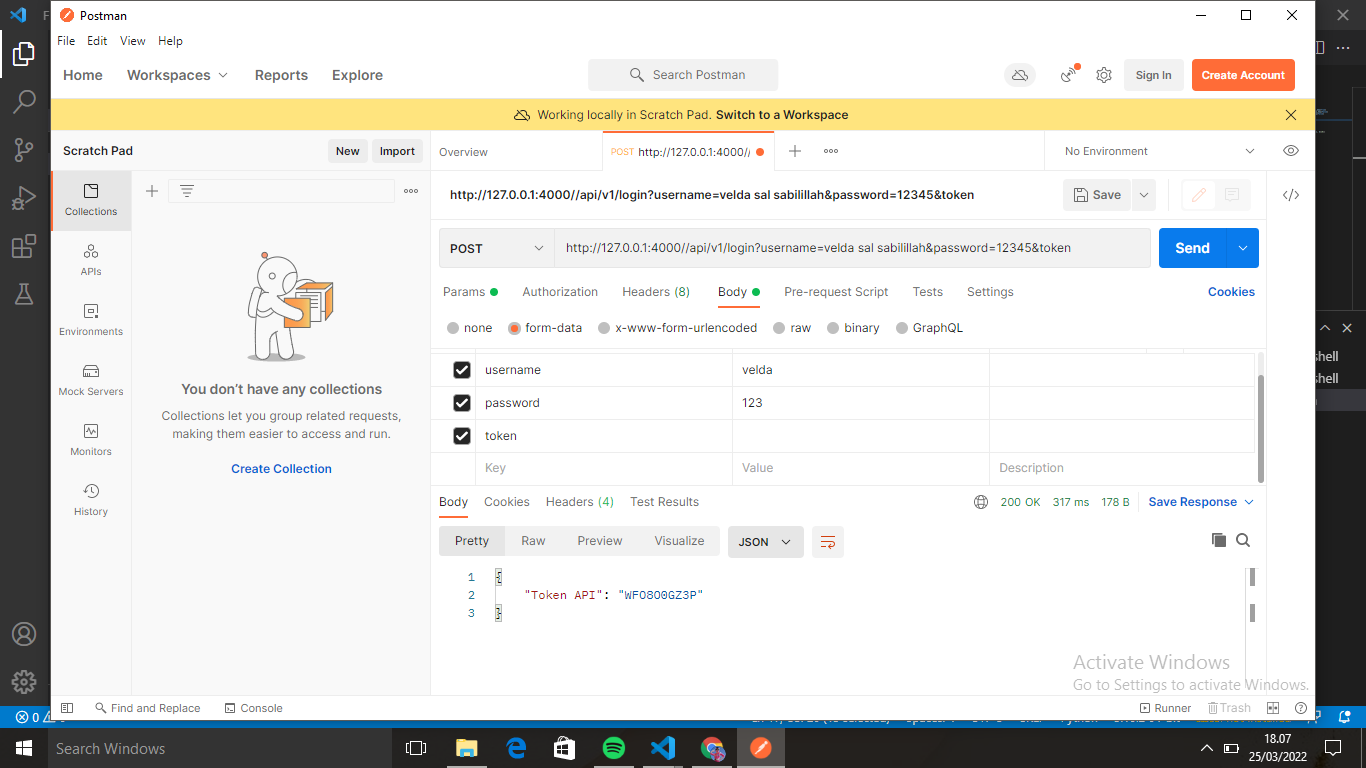 Postman
File Edit View Help
Home Workspaces Reports Explore
Search Postman
Sign In
Create Account
Working locally in Scratch Pad. Switch to a Workspace
Scratch Pad
New
Import
Overview
POST http://127.0.0.1:4000//
No Environment
Collections
APIs
Environments
Mock Servers
Monitors
History
You don't have any collections
Collections let you group related requests,
making them easier to access and run.
Create Collection
http://127.0.0.1:4000//api/v1/login?username=velda sal sabilillah&password=12345&token
Save
POST
http://127.0.0.1:4000//api/v1/login?username=velda sal sabilillah&password=12345&token
Send
Params Authorization Headers (8) Body Pre-request Script Tests Settings
Cookies
none form-data x-www-form-urlencoded raw binary GraphQL
username velda
password 123
token
Key Value Description
Body Cookies Headers (4) Test Results
200 OK 317 ms 178 B Save Response
Pretty Raw Preview Visualize JSON
1 {
2 "Token API": "WFO8O0GZ3P"
3 }
shell
shell
Activate Windows
Go to Settings to activate Windows.
Find and Replace Console
Runner Trash
0
Search Windows
18.07
25/03/2022